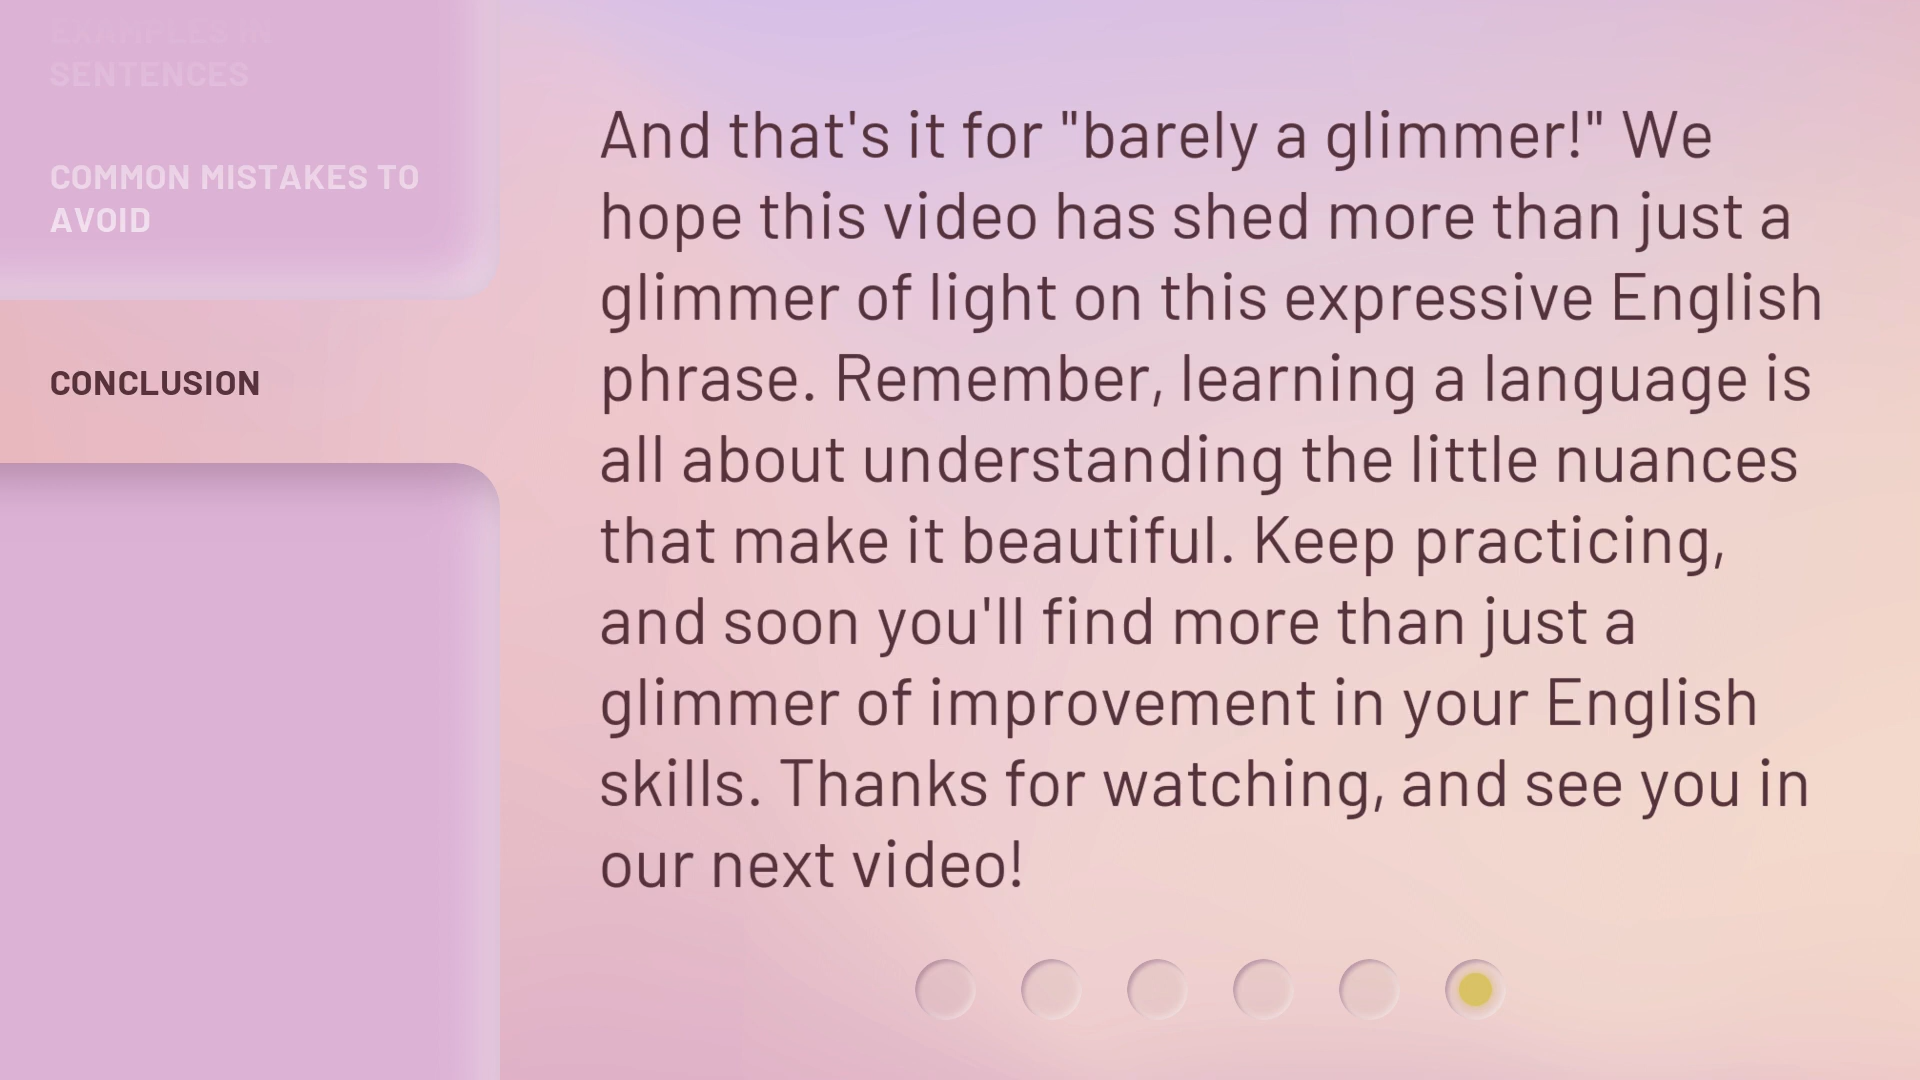 EXAMPLES IN
SENTENCES
COMMON MISTAKES TO
AVOID
CONCLUSION
And that's it for "barely a glimmer!" We
hope this video has shed more than just a
glimmer of light on this expressive English
phrase. Remember, learning a language is
all about understanding the little nuances
that make it beautiful. Keep practicing,
and soon you'll find more than just a
glimmer of improvement in your English
skills. Thanks for watching, and see you in
our next video!